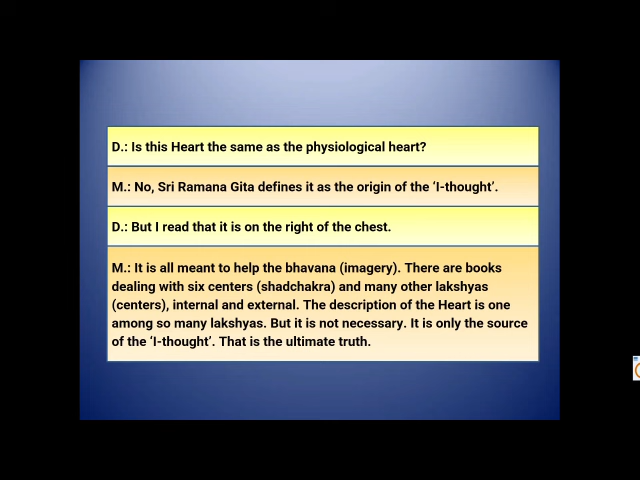 D.: Is this Heart the same as the physiological heart?
M.: No, Sri Ramana Gita defines it as the origin of the ‘I-thought’.
D.: But I read that it is on the right of the chest.
M.: It is all meant to help the bhavana (imagery). There are books
dealing with six centers (shadchakra) and many other lakshyas
(centers), internal and external. The description of the Heart is one
among so many lakshyas. But it is not necessary. It is only the source
of the ‘I-thought’. That is the ultimate truth.